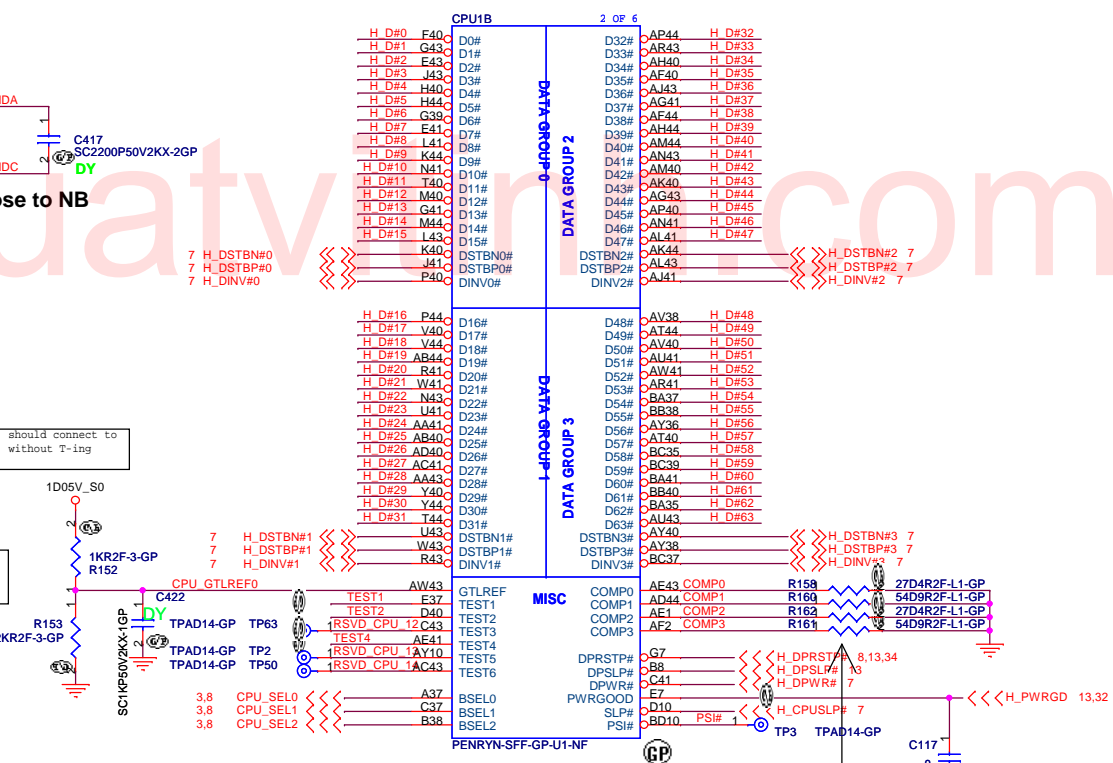 CPU1B
2 OF 6
H_D#0 F40 D0# D32# AP44 H_D#32
H_D#1 G43 D1# D33# AR43 H_D#33
H_D#2 E43 D2# D34# AH40 H_D#34
H_D#3 J43 D3# D35# AF40 H_D#35
H_D#4 H40 D4# D36# AJ43 H_D#36
H_D#5 H44 D5# D37# AG41 H_D#37
H_D#6 G39 D6# D38# AF44 H_D#38
H_D#7 E41 D7# D39# AH44 H_D#39
H_D#8 L41 D8# D40# AM44 H_D#40
H_D#9 K44 D9# D41# AN43 H_D#41
H_D#10 N41 D10# D42# AM40 H_D#42
H_D#11 T40 D11# D43# AK40 H_D#43
H_D#12 M40 D12# D44# AG43 H_D#44
H_D#13 G41 D13# D45# AP40 H_D#45
H_D#14 M44 D14# D46# AN41 H_D#46
H_D#15 L43 D15# D47# AL41 H_D#47
7 H_DSTBN#0 K40 DSTBN0# DSTBN2# AK44 H_DSTBN#2 7
7 H_DSTBP#0 J41 DSTBP0# DSTBP2# AL43 H_DSTBP#2 7
7 H_DINV#0 P40 DINV0# DINV2# AJ41 H_DINV#2 7
DATA GROUP 0
DATA GROUP 2
H_D#16 P44 D16# D48# AV38 H_D#48
H_D#17 V40 D17# D49# AT44 H_D#49
H_D#18 V44 D18# D50# AV40 H_D#50
H_D#19 AB44 D19# D51# AU41 H_D#51
H_D#20 R41 D20# D52# AW41 H_D#52
H_D#21 W41 D21# D53# AR41 H_D#53
H_D#22 N43 D22# D54# BA37 H_D#54
H_D#23 U41 D23# D55# BB38 H_D#55
H_D#24 AA41 D24# D56# AY36 H_D#56
H_D#25 AB40 D25# D57# AT40 H_D#57
H_D#26 AD40 D26# D58# BC35 H_D#58
H_D#27 AC41 D27# D59# BC39 H_D#59
H_D#28 AA43 D28# D60# BA41 H_D#60
H_D#29 Y40 D29# D61# BB40 H_D#61
H_D#30 Y44 D30# D62# BA35 H_D#62
H_D#31 T44 D31# D63# AU43 H_D#63
7 H_DSTBN#1 U43 DSTBN1# DSTBN3# AY40 H_DSTBN#3 7
7 H_DSTBP#1 W43 DSTBP1# DSTBP3# AY38 H_DSTBP#3 7
7 H_DINV#1 R43 DINV1# DINV3# BC37 H_DINV#3 7
DATA GROUP 1
DATA GROUP 3
MISC
CPU_GTLREF0 AW43 GTLREF COMP0 AE43 COMP0 R158 27D4R2F-L1-GP
TEST1 E37 TEST1 COMP1 AD44 COMP1 R160 54D9R2F-L1-GP
TEST2 D40 TEST2 COMP2 AE1 COMP2 R162 27D4R2F-L1-GP
TPAD14-GP TP63 1 RSVD_CPU_12 C43 TEST3 COMP3 AF2 COMP3 R161 54D9R2F-L1-GP
TEST4 AE41 TEST4
TPAD14-GP TP2 1 RSVD_CPU_13 AY10 TEST5 DPRSTP# G7 H_DPRSTP# 8,13,34
TPAD14-GP TP50 1 RSVD_CPU_14 AC43 TEST6 DPSLP# B8 H_DPSLP# 13
DPWR# C41 H_DPWR# 7
3,8 CPU_SEL0 A37 BSEL0 PWRGOOD E7 H_PWRGD 13,32
3,8 CPU_SEL1 C37 BSEL1 SLP# D10 H_CPUSLP# 7
3,8 CPU_SEL2 B38 BSEL2 PSI# BD10 PSI# 1 TP3 TPAD14-GP
PENRYN-SFF-GP-U1-NF
GP
C117
1
DA
1
C417
SC2200P50V2KX-2GP
2
DY
DC
se to NB
should connect to
without T-ing
1D05V_S0
2
1KR2F-3-GP
R152
1
1
R153
KR2F-3-GP
2
C422
DY
SC1KP50V2KX-1GP
1
2
.com